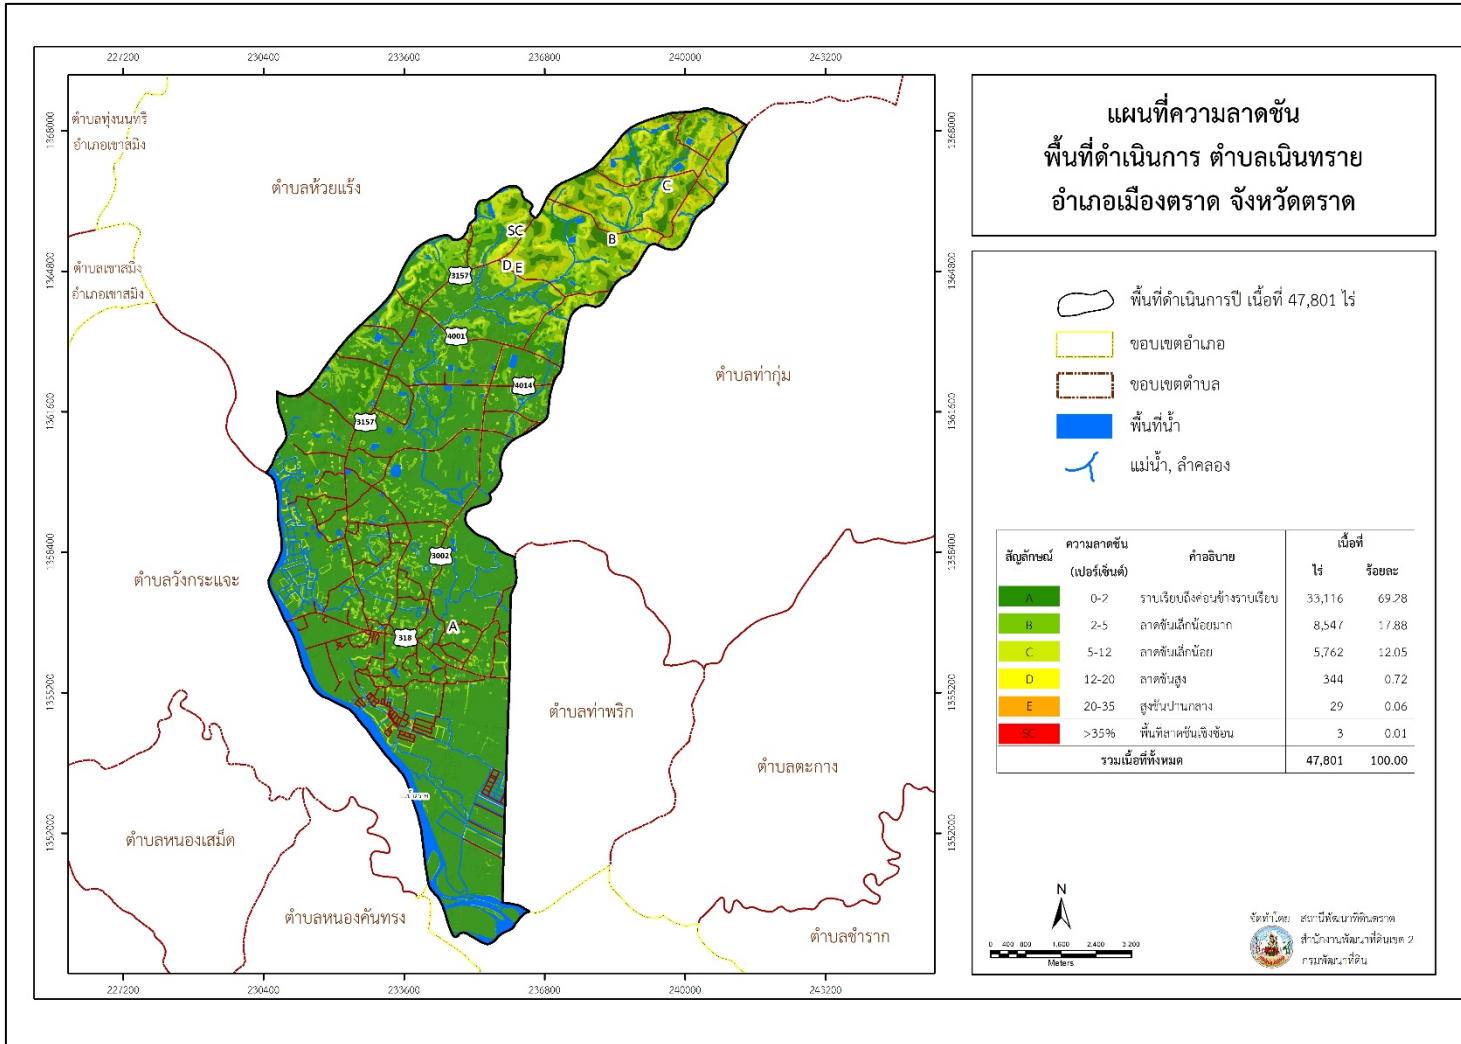 แผนที่ความลาดชัน
พื้นที่ดำเนินการ ตำบลเนินทราย
อำเภอเมืองตราด จังหวัดตราด
227200 230400 233600 236800 240000 243200
1368000 1368000
1364800 1364800
1361600 1361600
1358400 1358400
1355200 1355200
1352000 1352000
227200 230400 233600 236800 240000 243200
ตำบลทุ่งนนทรี
อำเภอเขาสมิง
ตำบลห้วยแร้ง
ตำบลเขาสมิง
อำเภอเขาสมิง
C
SC
B
D E
3157
4001
4014
3157
ตำบลท่ากุ่ม
3002
ตำบลวังกระแจะ
A
318
ตำบลท่าพริก
ตำบลตะกาง
ตำบลหนองเสม็ด
ตำบลหนองคันทรง
ตำบลชำราก
พื้นที่ดำเนินการปี เนื้อที่ 47,801 ไร่
ขอบเขตอำเภอ
ขอบเขตตำบล
พื้นที่น้ำ
แม่น้ำ, ลำคลอง
สัญลักษณ์ ความลาดชัน (เปอร์เซ็นต์) คำอธิบาย เนื้อที่
ไร่ ร้อยละ
A 0-2 ราบเรียบถึงค่อนข้างราบเรียบ 33,116 69.28
B 2-5 ลาดชันเล็กน้อยมาก 8,547 17.88
C 5-12 ลาดชันเล็กน้อย 5,762 12.05
D 12-20 ลาดชันสูง 344 0.72
E 20-35 สูงชันปานกลาง 29 0.06
SC >35% พื้นที่ลาดชันเชิงซ้อน 3 0.01
รวมเนื้อที่ทั้งหมด 47,801 100.00
N
0 400 800 1,600 2,400 3,200
Meters
จัดทำโดย สถานีพัฒนาที่ดินตราด
สำนักงานพัฒนาที่ดินเขต 2
กรมพัฒนาที่ดิน